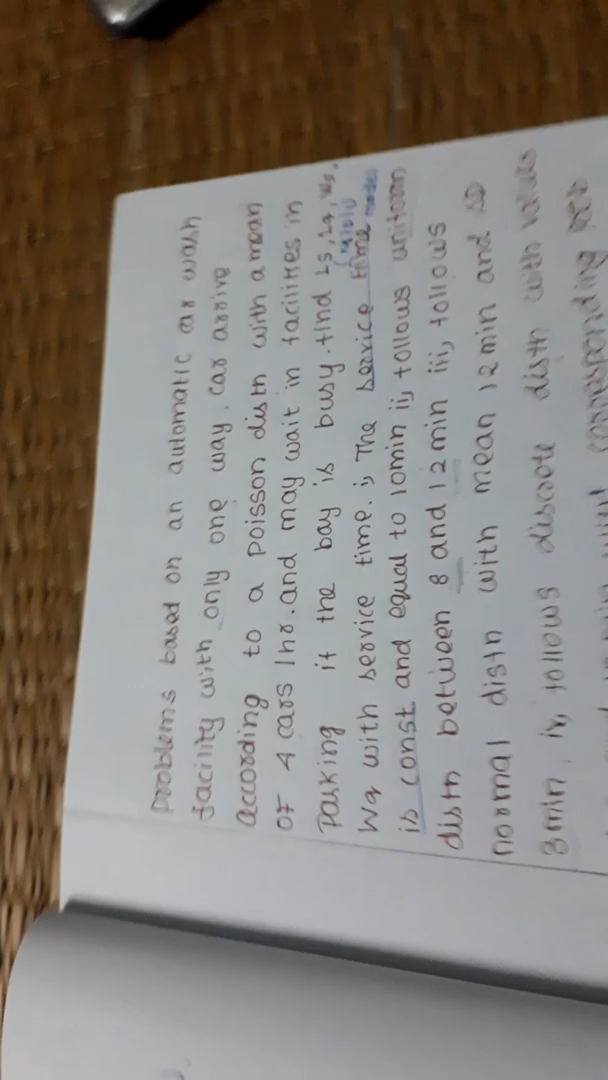 problems based on an automatic car wash
facility with only one way. car arrive
according to a poisson distn with a mean
of 4 cars 1hr. and may wait in facilities in
Parking if the bay is busy. find Ls, Lq, Ws,
Wq with service time. i, The service time
is const and equal to 10min ii, follows uniform
distn between 8 and 12 min iii, follows
normal distn with mean 12 min and SD
3min. iv, follows discrete distn with values
corresponding